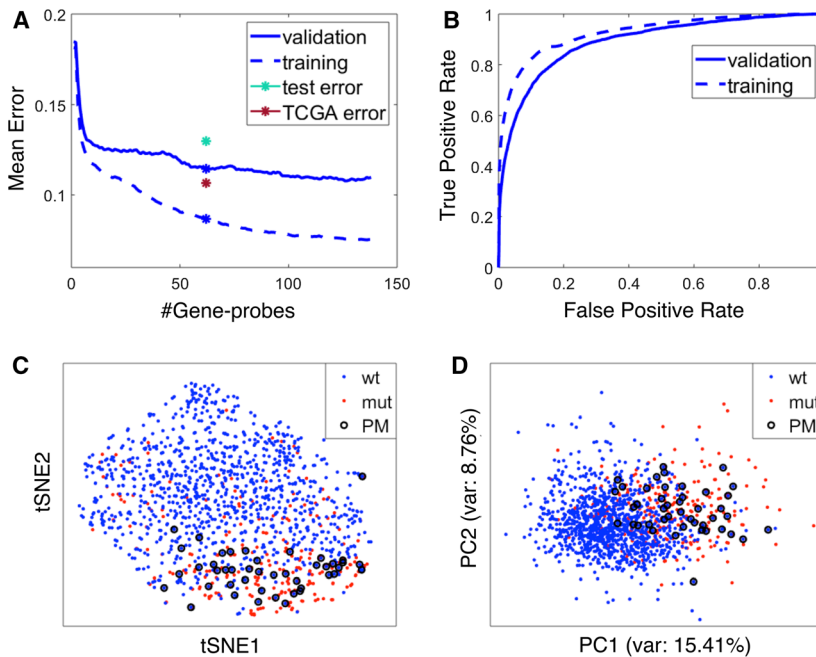 A
0.2
0.15
0.1
Mean Error
0
50
100
150
#Gene-probes
validation
training
test error
TCGA error
B
1
0.8
0.6
0.4
0.2
0
True Positive Rate
0
0.2
0.4
0.6
0.8
False Positive Rate
validation
training
C
wt
mut
PM
tSNE2
tSNE1
D
wt
mut
PM
PC2 (var: 8.76%)
PC1 (var: 15.41%)